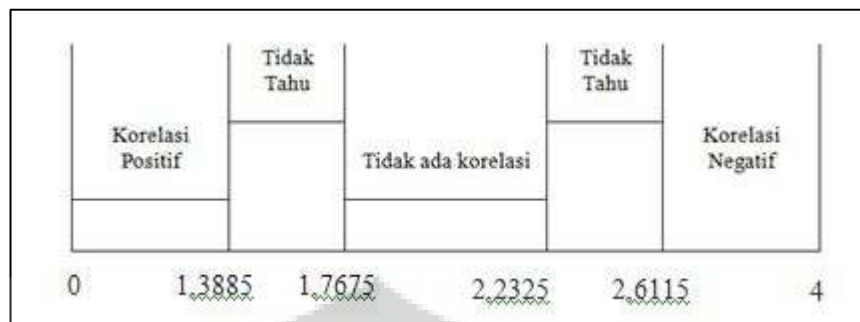 Tidak
Tahu
Tidak
Tahu
Korelasi
Positif
Tidak ada korelasi
Korelasi
Negatif
0
1.3885
1.7675
2.2325
2.6115
4